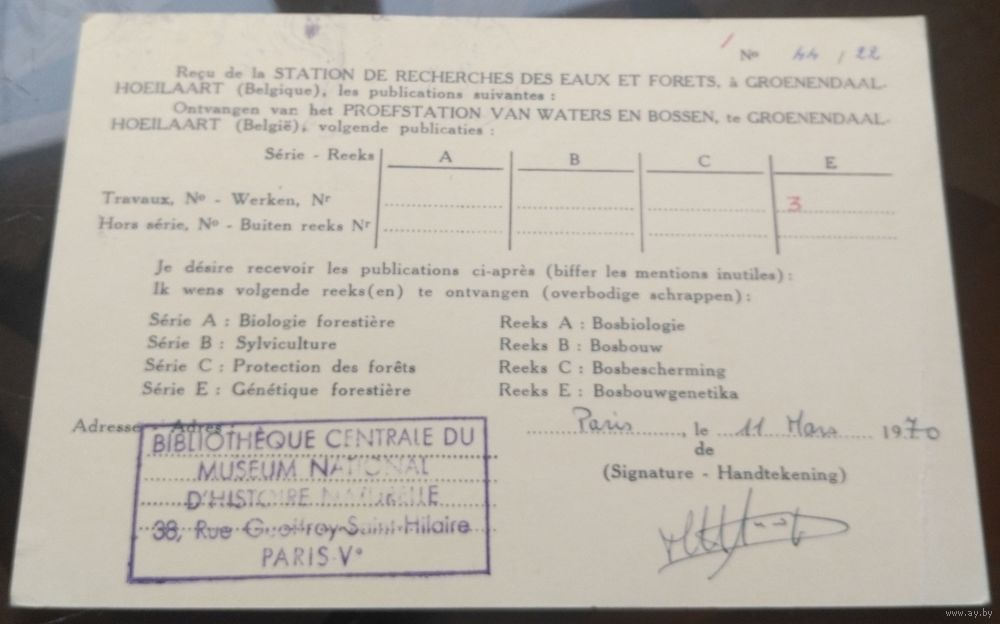 Nº 44 / 22
Reçu de la STATION DE RECHERCHES DES EAUX ET FORETS, à GROENENDAAL-
HOEILAART (Belgique), les publications suivantes :
Ontvangen van het PROEFSTATION VAN WATERS EN BOSSEN, te GROENENDAAL-
HOEILAART (België), volgende publicaties :
Série - Reeks A B C E
Travaux, Nº - Werken, Nr 3
Hors série, Nº - Buiten reeks Nr
Je désire recevoir les publications ci-après (biffer les mentions inutiles) :
Ik wens volgende reeks(en) te ontvangen (overbodige schrappen) :
Série A : Biologie forestière Reeks A : Bosbiologie
Série B : Sylviculture Reeks B : Bosbouw
Série C : Protection des forêts Reeks C : Bosbescherming
Série E : Génétique forestière Reeks E : Bosbouwgenetika
Adresse - Adres :
Paris, le 11 Mars 1970
de
(Signature - Handtekening)
BIBLIOTHÈQUE CENTRALE DU
MUSEUM NATIONAL
D'HISTOIRE NATURELLE
38, Rue Geoffroy-Saint-Hilaire
PARIS-Vº
www.ay.by